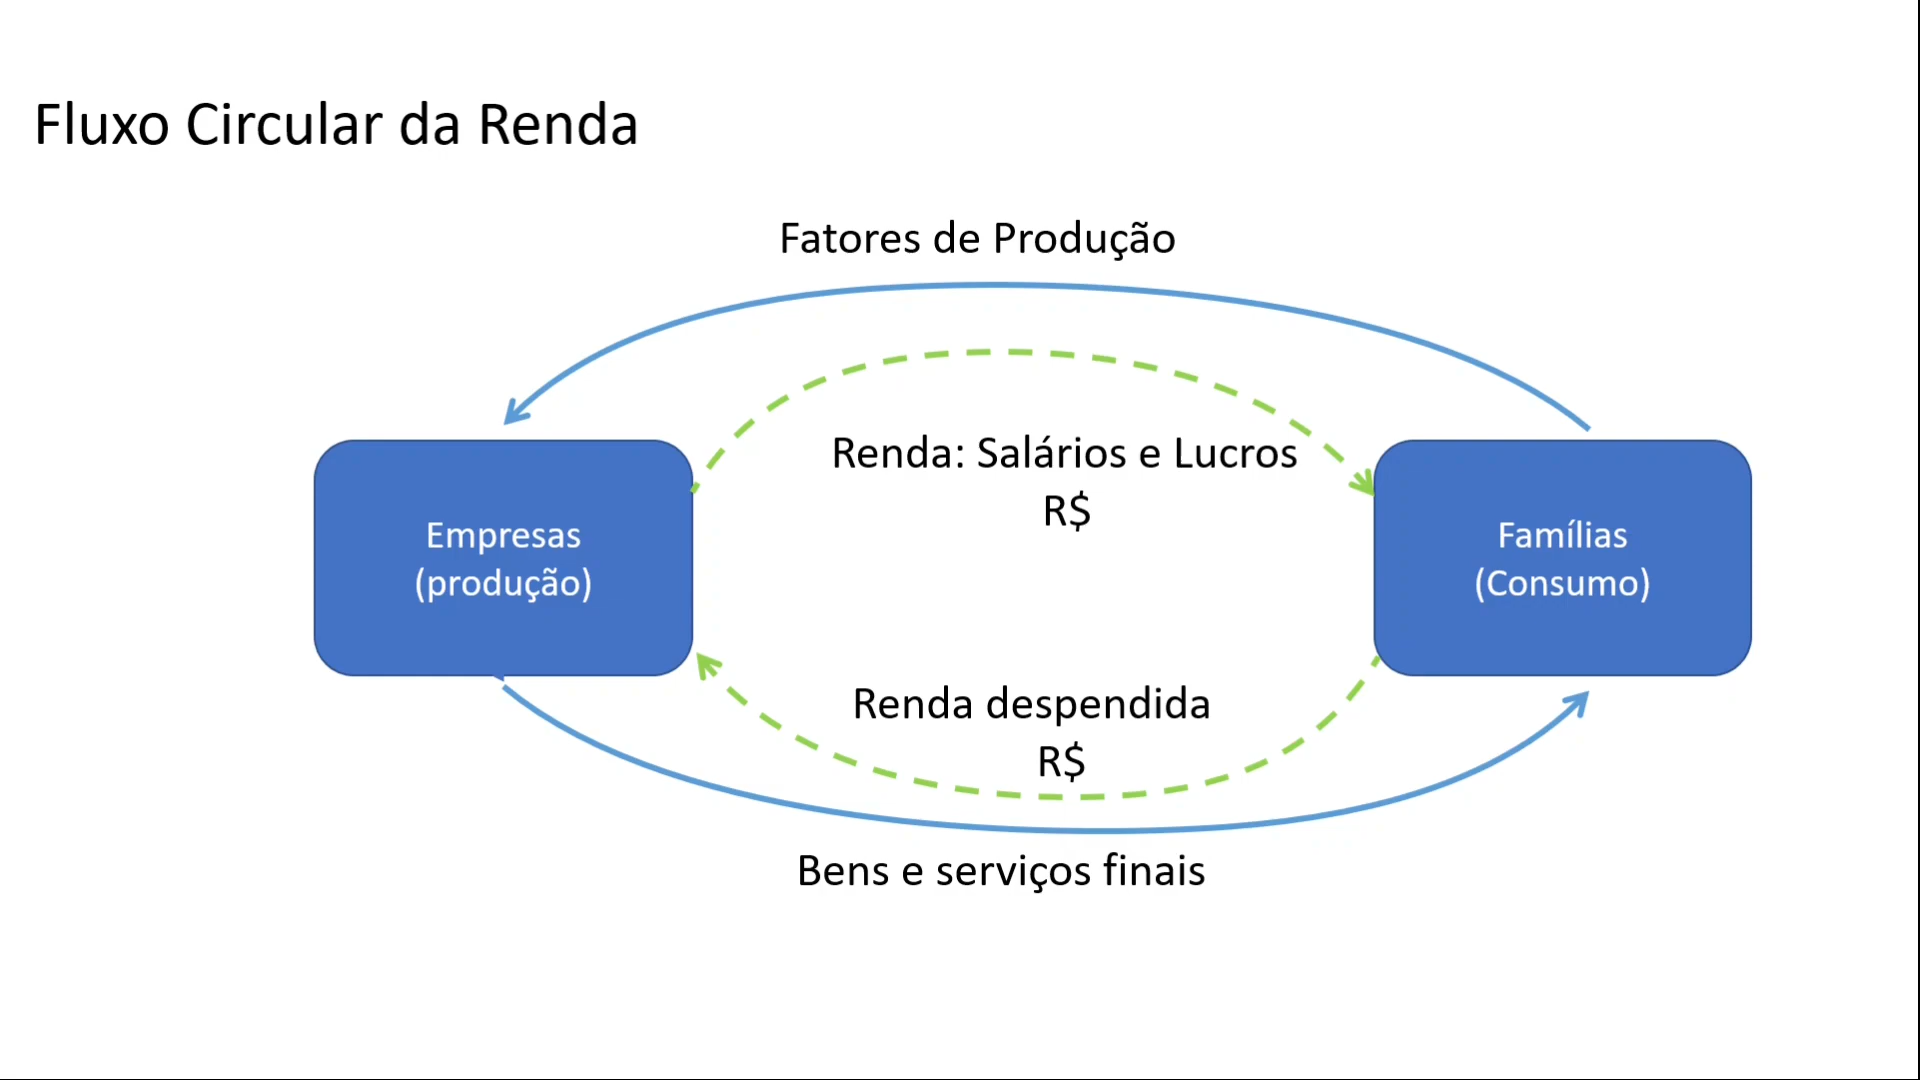 Fluxo Circular da Renda
Fatores de Produção
Renda: Salários e Lucros
R$
Empresas
(produção)
Famílias
(Consumo)
Renda despendida
R$
Bens e serviços finais